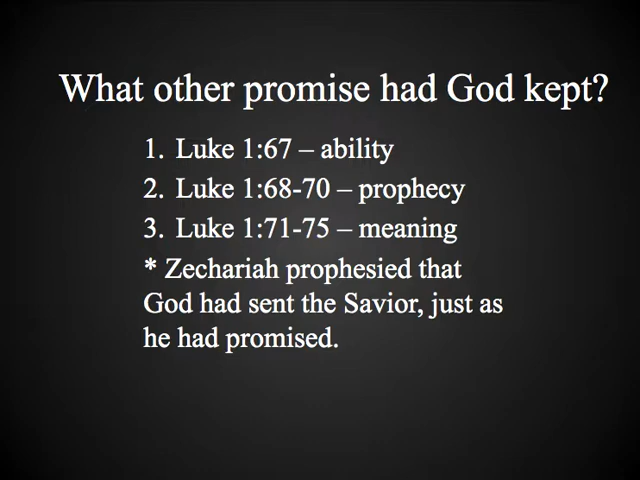 What other promise had God kept?
1. Luke 1:67 – ability
2. Luke 1:68-70 – prophecy
3. Luke 1:71-75 – meaning
* Zechariah prophesied that
God had sent the Savior, just as
he had promised.